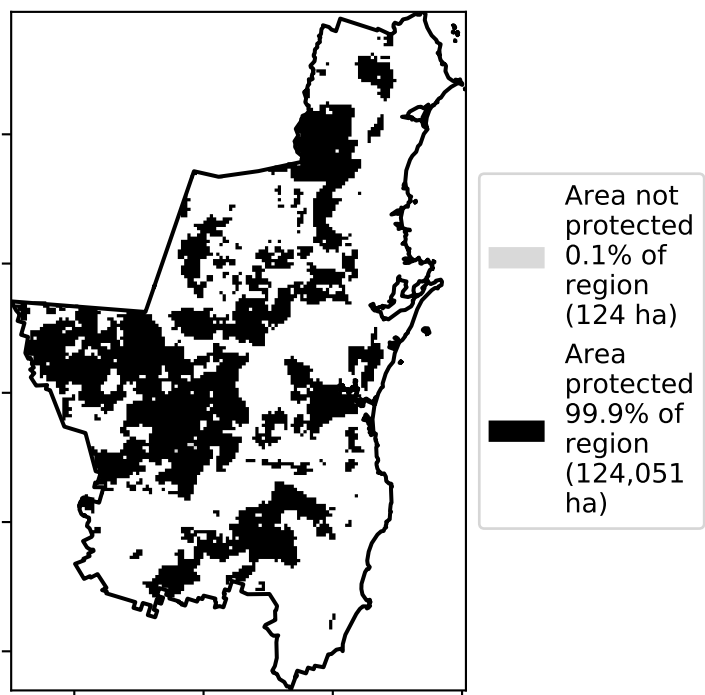 Area not
protected
0.1% of
region
(124 ha)
Area
protected
99.9% of
region
(124,051
ha)